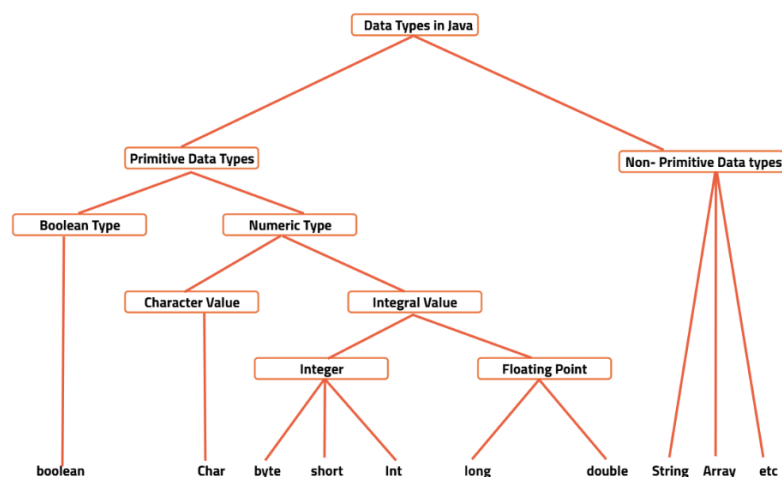 Data Types in Java
Primitive Data Types
Non- Primitive Data types
Boolean Type
Numeric Type
Character Value
Integral Value
Integer
Floating Point
boolean
Char
byte
short
Int
long
double
String
Array
etc